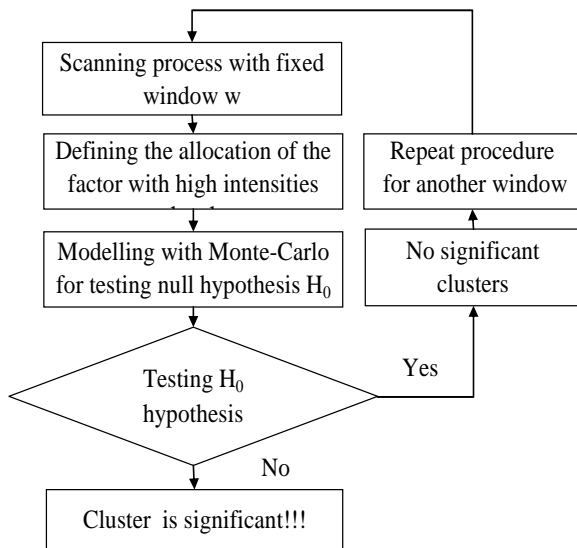 Scanning process with fixed
window w
Defining the allocation of the
factor with high intensities
Modelling with Monte-Carlo
for testing null hypothesis H₀
Testing H₀
hypothesis
Yes
No
Cluster is significant!!!
No significant
clusters
Repeat procedure
for another window